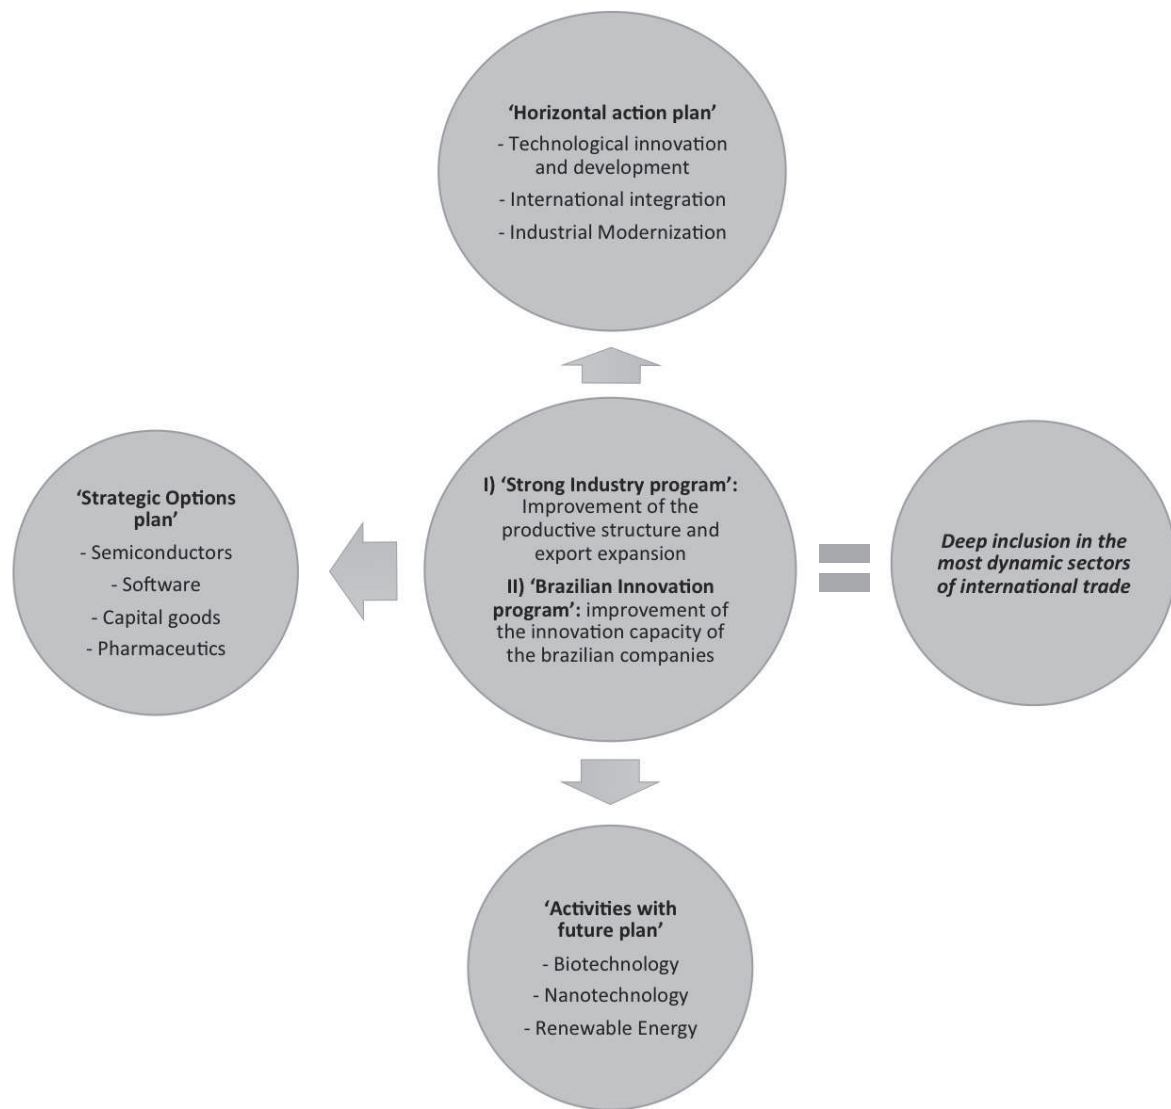 ‘Horizontal action plan’
- Technological innovation
and development
- International integration
- Industrial Modernization
‘Strategic Options
plan’
- Semiconductors
- Software
- Capital goods
- Pharmaceutics
I) ‘Strong Industry program’:
Improvement of the
productive structure and
export expansion
II) ‘Brazilian Innovation
program’: improvement of
the innovation capacity of
the brazilian companies
Deep inclusion in the
most dynamic sectors
of international trade
‘Activities with
future plan’
- Biotechnology
- Nanotechnology
- Renewable Energy